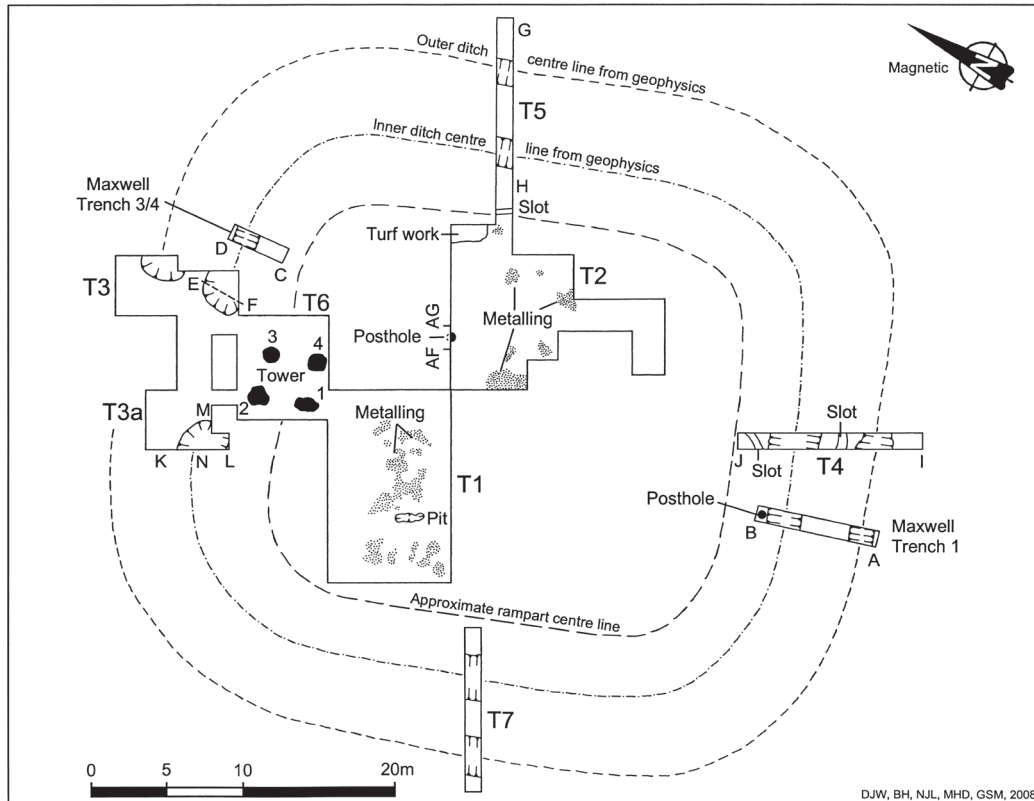 G
Outer ditch
centre line from geophysics
N
Magnetic
T5
Inner ditch centre
line from geophysics
Maxwell
Trench 3/4
H
Slot
D
C
Turf work
T3
E
F
T6
T2
AG
Posthole
AF
Metalling
3
4
Tower
2
1
T3a
M
Metalling
K
N
L
T1
Slot
J
Slot
T4
I
Pit
Posthole
B
Maxwell
Trench 1
A
Approximate rampart centre line
T7
0
5
10
20m
DJW, BH, NJL, MHD, GSM, 2008